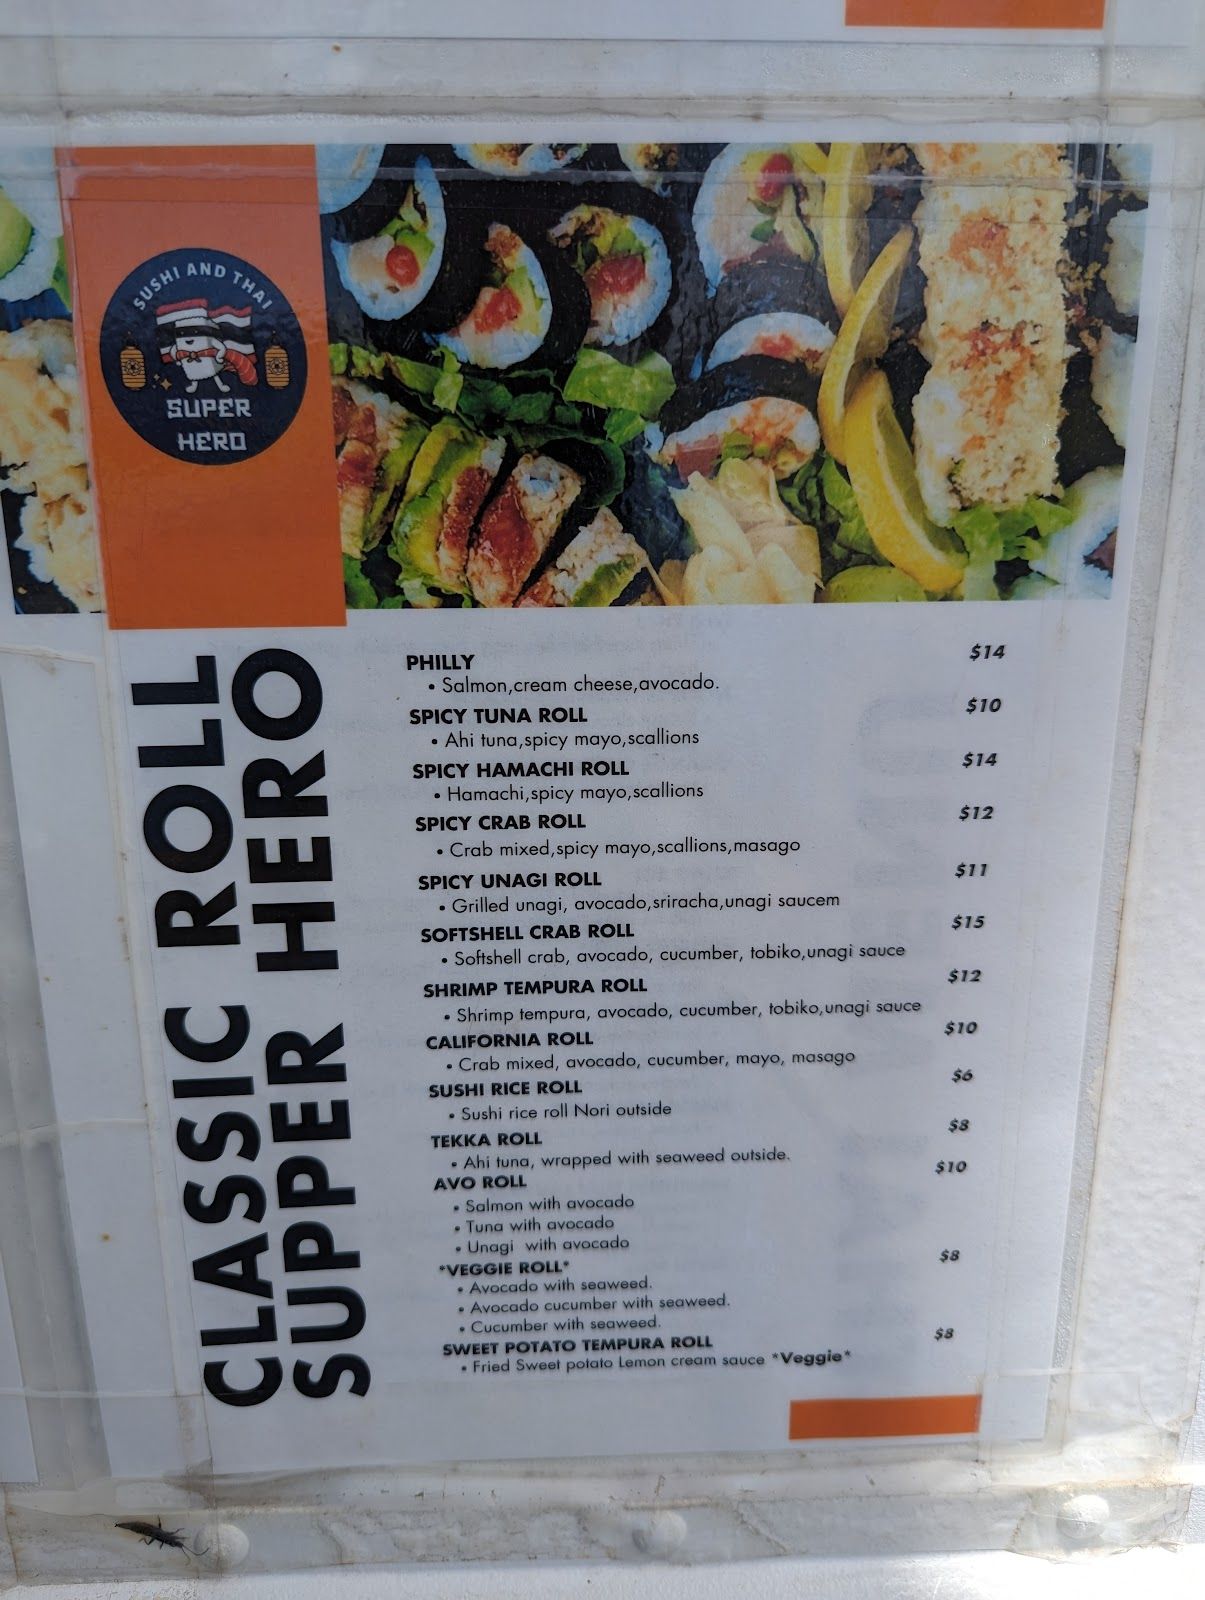 SUSHI AND THAI
SUPER
HERO
CLASSIC ROLL
SUPPER HERO
PHILLY $14
• Salmon,cream cheese,avocado.
SPICY TUNA ROLL $10
• Ahi tuna,spicy mayo,scallions
SPICY HAMACHI ROLL $14
• Hamachi,spicy mayo,scallions
SPICY CRAB ROLL $12
• Crab mixed,spicy mayo,scallions,masago
SPICY UNAGI ROLL $11
• Grilled unagi, avocado,sriracha,unagi saucem
SOFTSHELL CRAB ROLL $15
• Softshell crab, avocado, cucumber, tobiko,unagi sauce
SHRIMP TEMPURA ROLL $12
• Shrimp tempura, avocado, cucumber, tobiko,unagi sauce
CALIFORNIA ROLL $10
• Crab mixed, avocado, cucumber, mayo, masago
SUSHI RICE ROLL $6
• Sushi rice roll Nori outside
TEKKA ROLL $8
• Ahi tuna, wrapped with seaweed outside.
AVO ROLL $10
• Salmon with avocado
• Tuna with avocado
• Unagi with avocado
*VEGGIE ROLL* $8
• Avocado with seaweed.
• Avocado cucumber with seaweed.
• Cucumber with seaweed.
SWEET POTATO TEMPURA ROLL $8
• Fried Sweet potato Lemon cream sauce *Veggie*